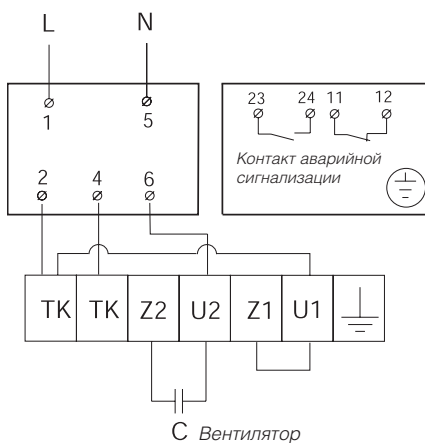 L N
1 5
2 4 6
23 24 11 12
Контакт аварийной
сигнализации
TK TK Z2 U2 Z1 U1
C Вентилятор